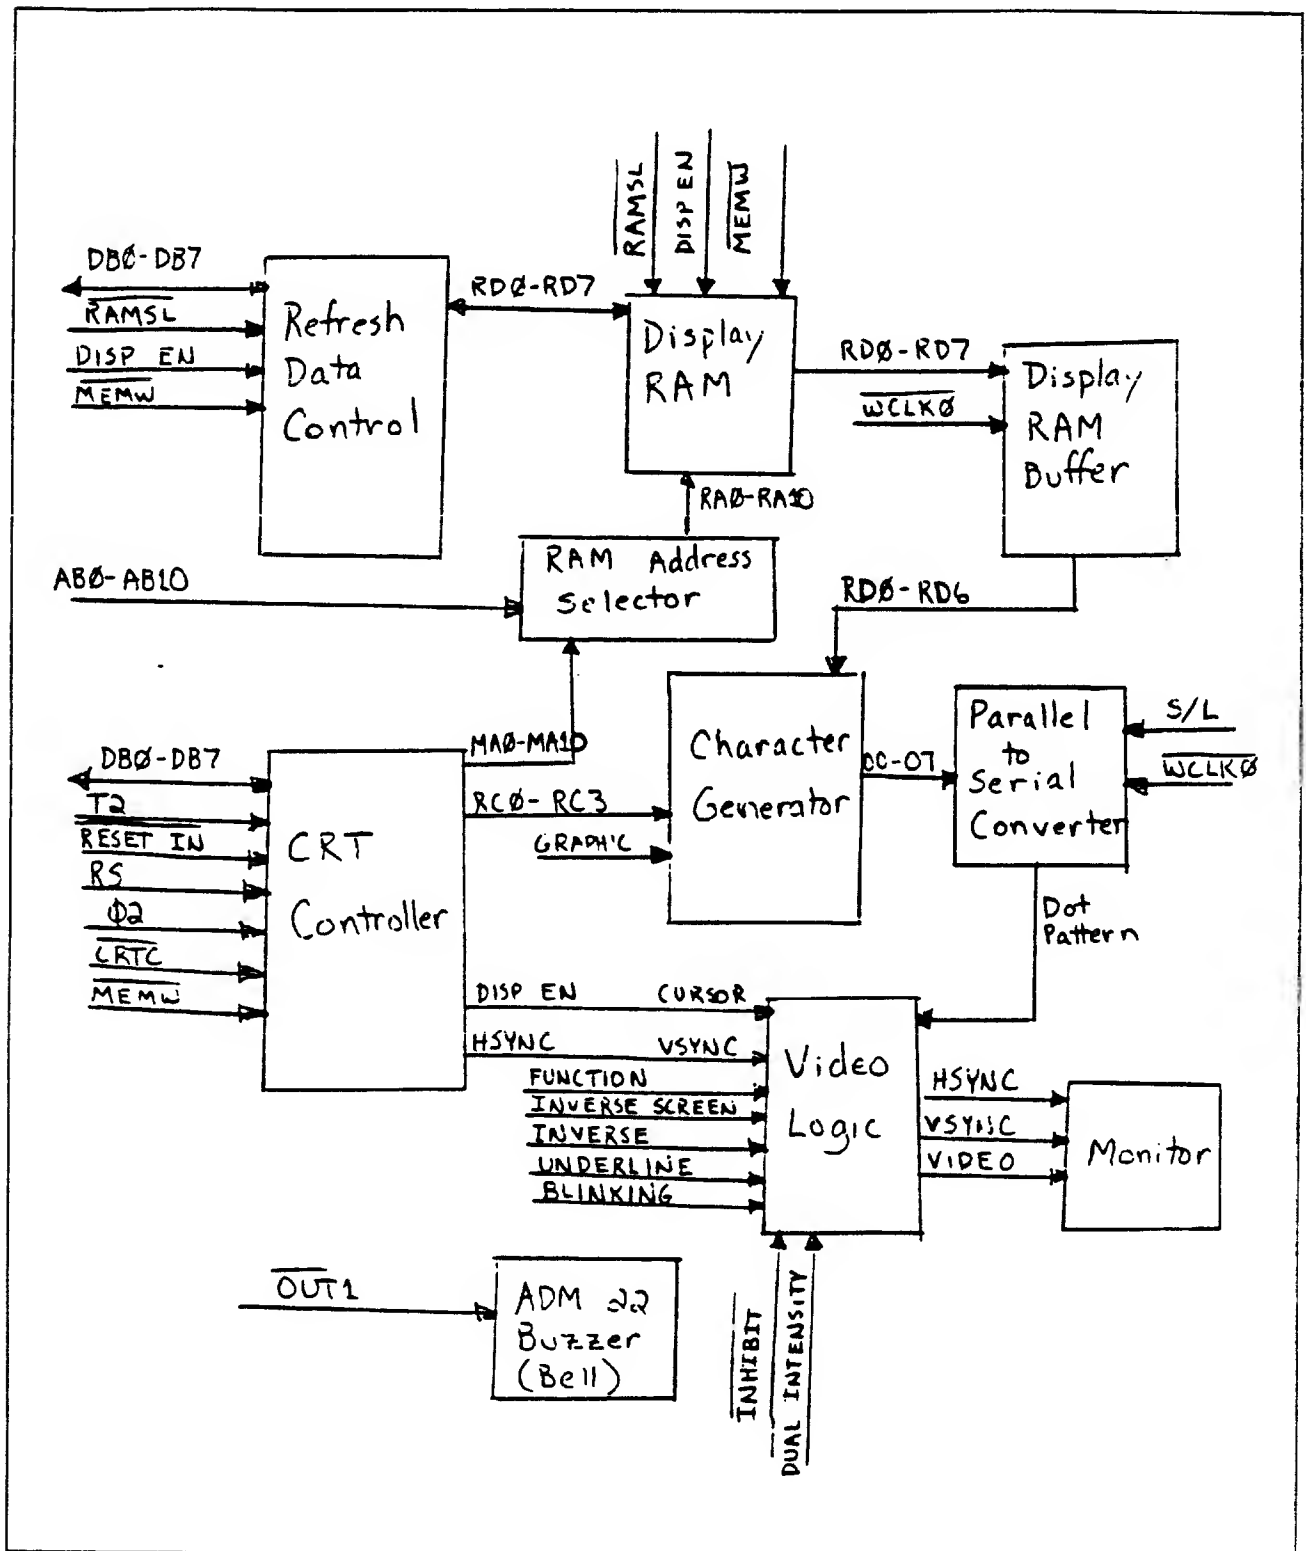 RAMSL
DISP EN
MEMW
DBØ-DB7
RAMSL
DISP EN
MEMW
Refresh
Data
Control
RDØ-RD7
Display
RAM
RDØ-RD7
WCLKØ
Display
RAM
Buffer
RAØ-RA10
ABØ-AB10
RAM Address
Selector
RDØ-RD6
DBØ-DB7
T2
RESET IN
RS
Φ2
CRTC
MEMW
CRT
Controller
MAØ-MA10
RCØ-RC3
GRAPHIC
Character
Generator
OO-O7
Parallel
to
Serial
Converter
S/L
WCLKØ
Dot
Pattern
DISP EN CURSOR
HSYNC VSYNC
FUNCTION
INVERSE SCREEN
INVERSE
UNDERLINE
BLINKING
Video
Logic
HSYNC
VSYNC
VIDEO
Monitor
INHIBIT
DUAL INTENSITY
OUT1
ADM 22
Buzzer
(Bell)